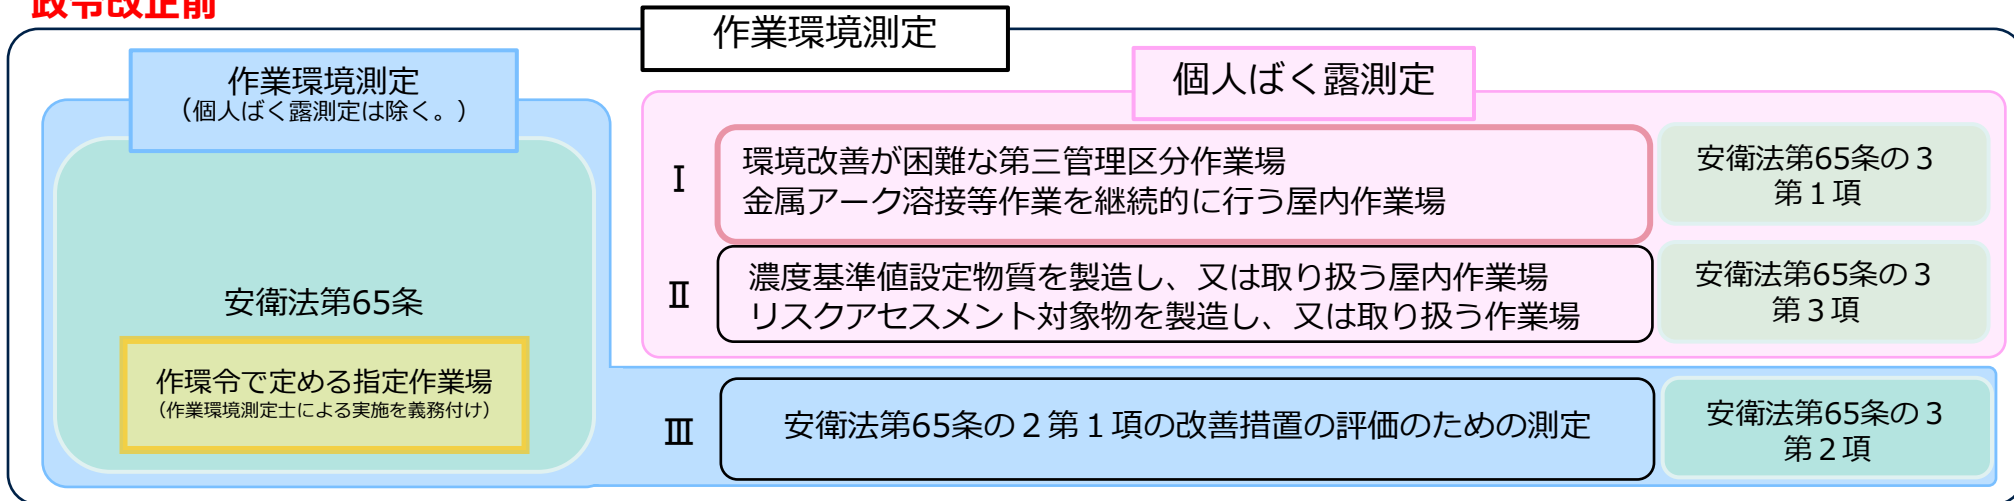 政令改正前
作業環境測定
作業環境測定
（個人ばく露測定は除く。）
安衛法第65条
作環令で定める指定作業場
（作業環境測定士による実施を義務付け）
個人ばく露測定
Ⅰ
環境改善が困難な第三管理区分作業場
金属アーク溶接等作業を継続的に行う屋内作業場
安衛法第65条の３
第１項
Ⅱ
濃度基準値設定物質を製造し、又は取り扱う屋内作業場
リスクアセスメント対象物を製造し、又は取り扱う作業場
安衛法第65条の３
第３項
Ⅲ
安衛法第65条の２第１項の改善措置の評価のための測定
安衛法第65条の３
第２項